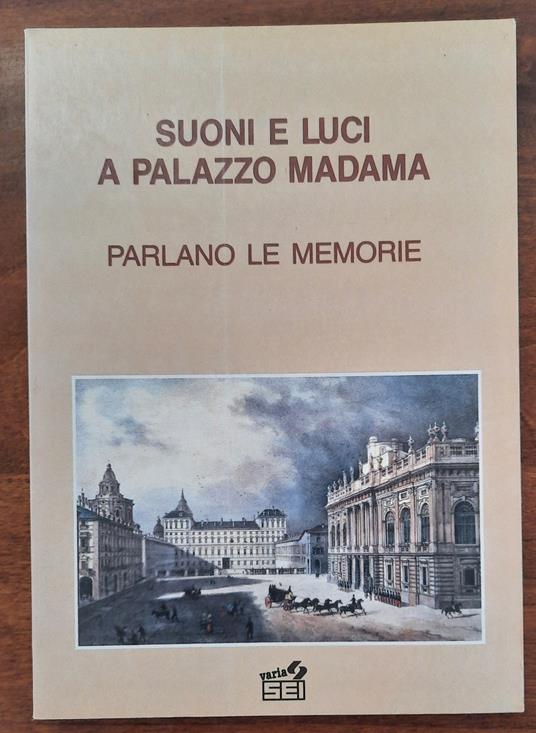 SUONI E LUCI
A PALAZZO MADAMA
PARLANO LE MEMORIE
varia
SEI